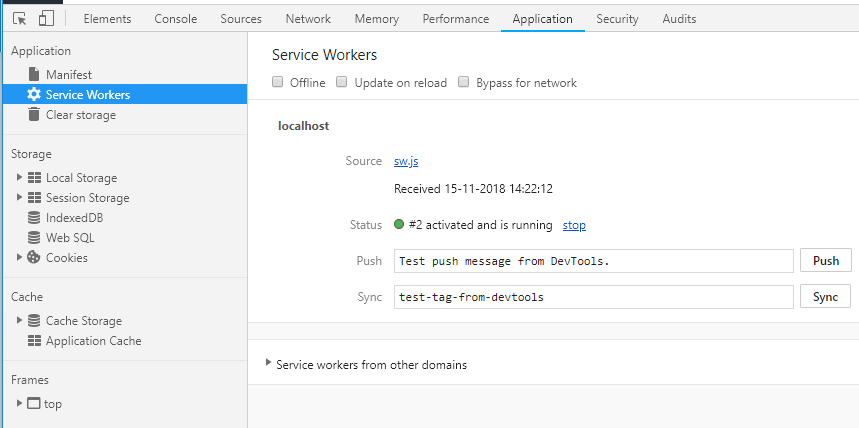 Elements Console Sources Network Memory Performance Application Security Audits
Application
Manifest
Service Workers
Clear storage
Storage
Local Storage
Session Storage
IndexedDB
Web SQL
Cookies
Cache
Cache Storage
Application Cache
Frames
top
Service Workers
Offline Update on reload Bypass for network
localhost
Source sw.js
Received 15-11-2018 14:22:12
Status #2 activated and is running stop
Push Test push message from DevTools. Push
Sync test-tag-from-devtools Sync
Service workers from other domains